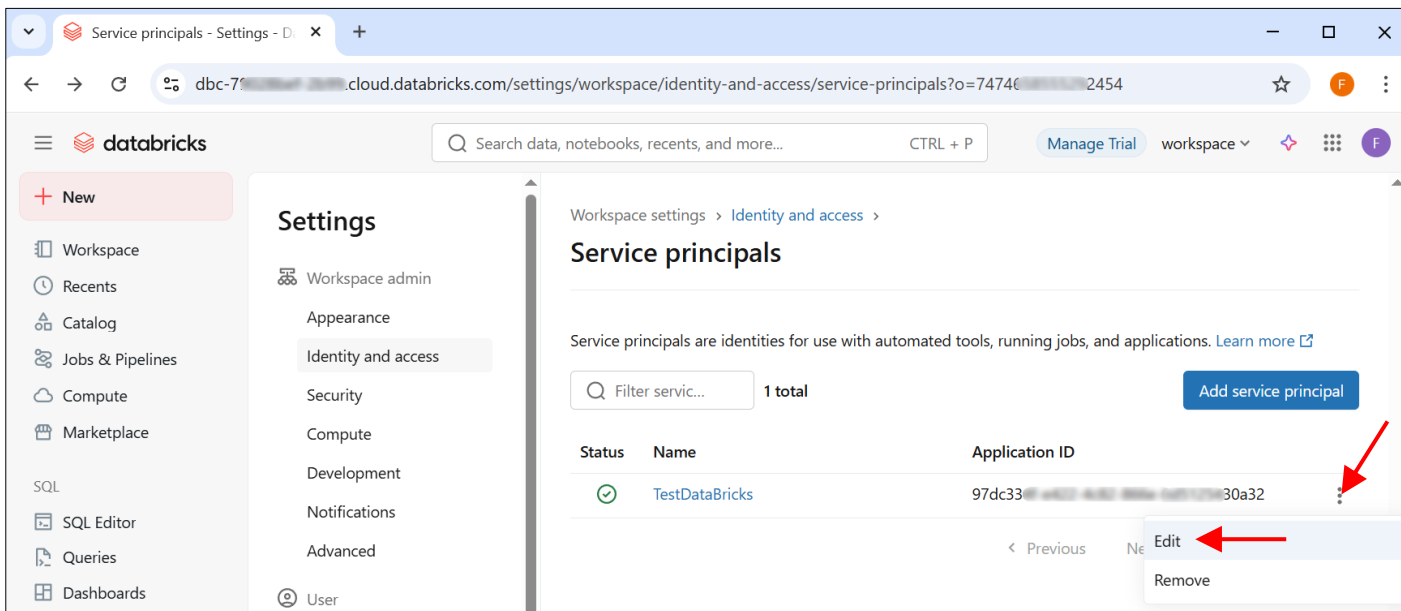 Service principals - Settings - D
dbc-7 .cloud.databricks.com/settings/workspace/identity-and-access/service-principals?o=7474 2454
F
databricks
Search data, notebooks, recents, and more... CTRL + P
Manage Trial
workspace
F
New
Workspace
Recents
Catalog
Jobs & Pipelines
Compute
Marketplace
SQL
SQL Editor
Queries
Dashboards
Settings
Workspace admin
Appearance
Identity and access
Security
Compute
Development
Notifications
Advanced
User
Workspace settings > Identity and access >
Service principals
Service principals are identities for use with automated tools, running jobs, and applications. Learn more
Filter servic...
1 total
Add service principal
Status Name Application ID
TestDataBricks 97dc33 30a32
< Previous Ne
Edit
Remove